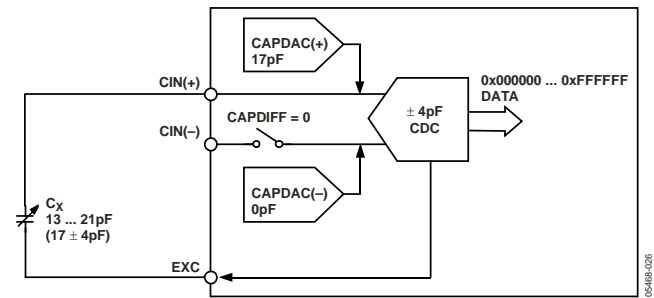 CAPDAC(+)
17pF
CIN(+)
0x000000 ... 0xFFFFFF
DATA
CAPDIFF = 0
± 4pF
CDC
CIN(–)
CAPDAC(–)
0pF
CX
13 ... 21pF
(17 ± 4pF)
EXC
05468-026